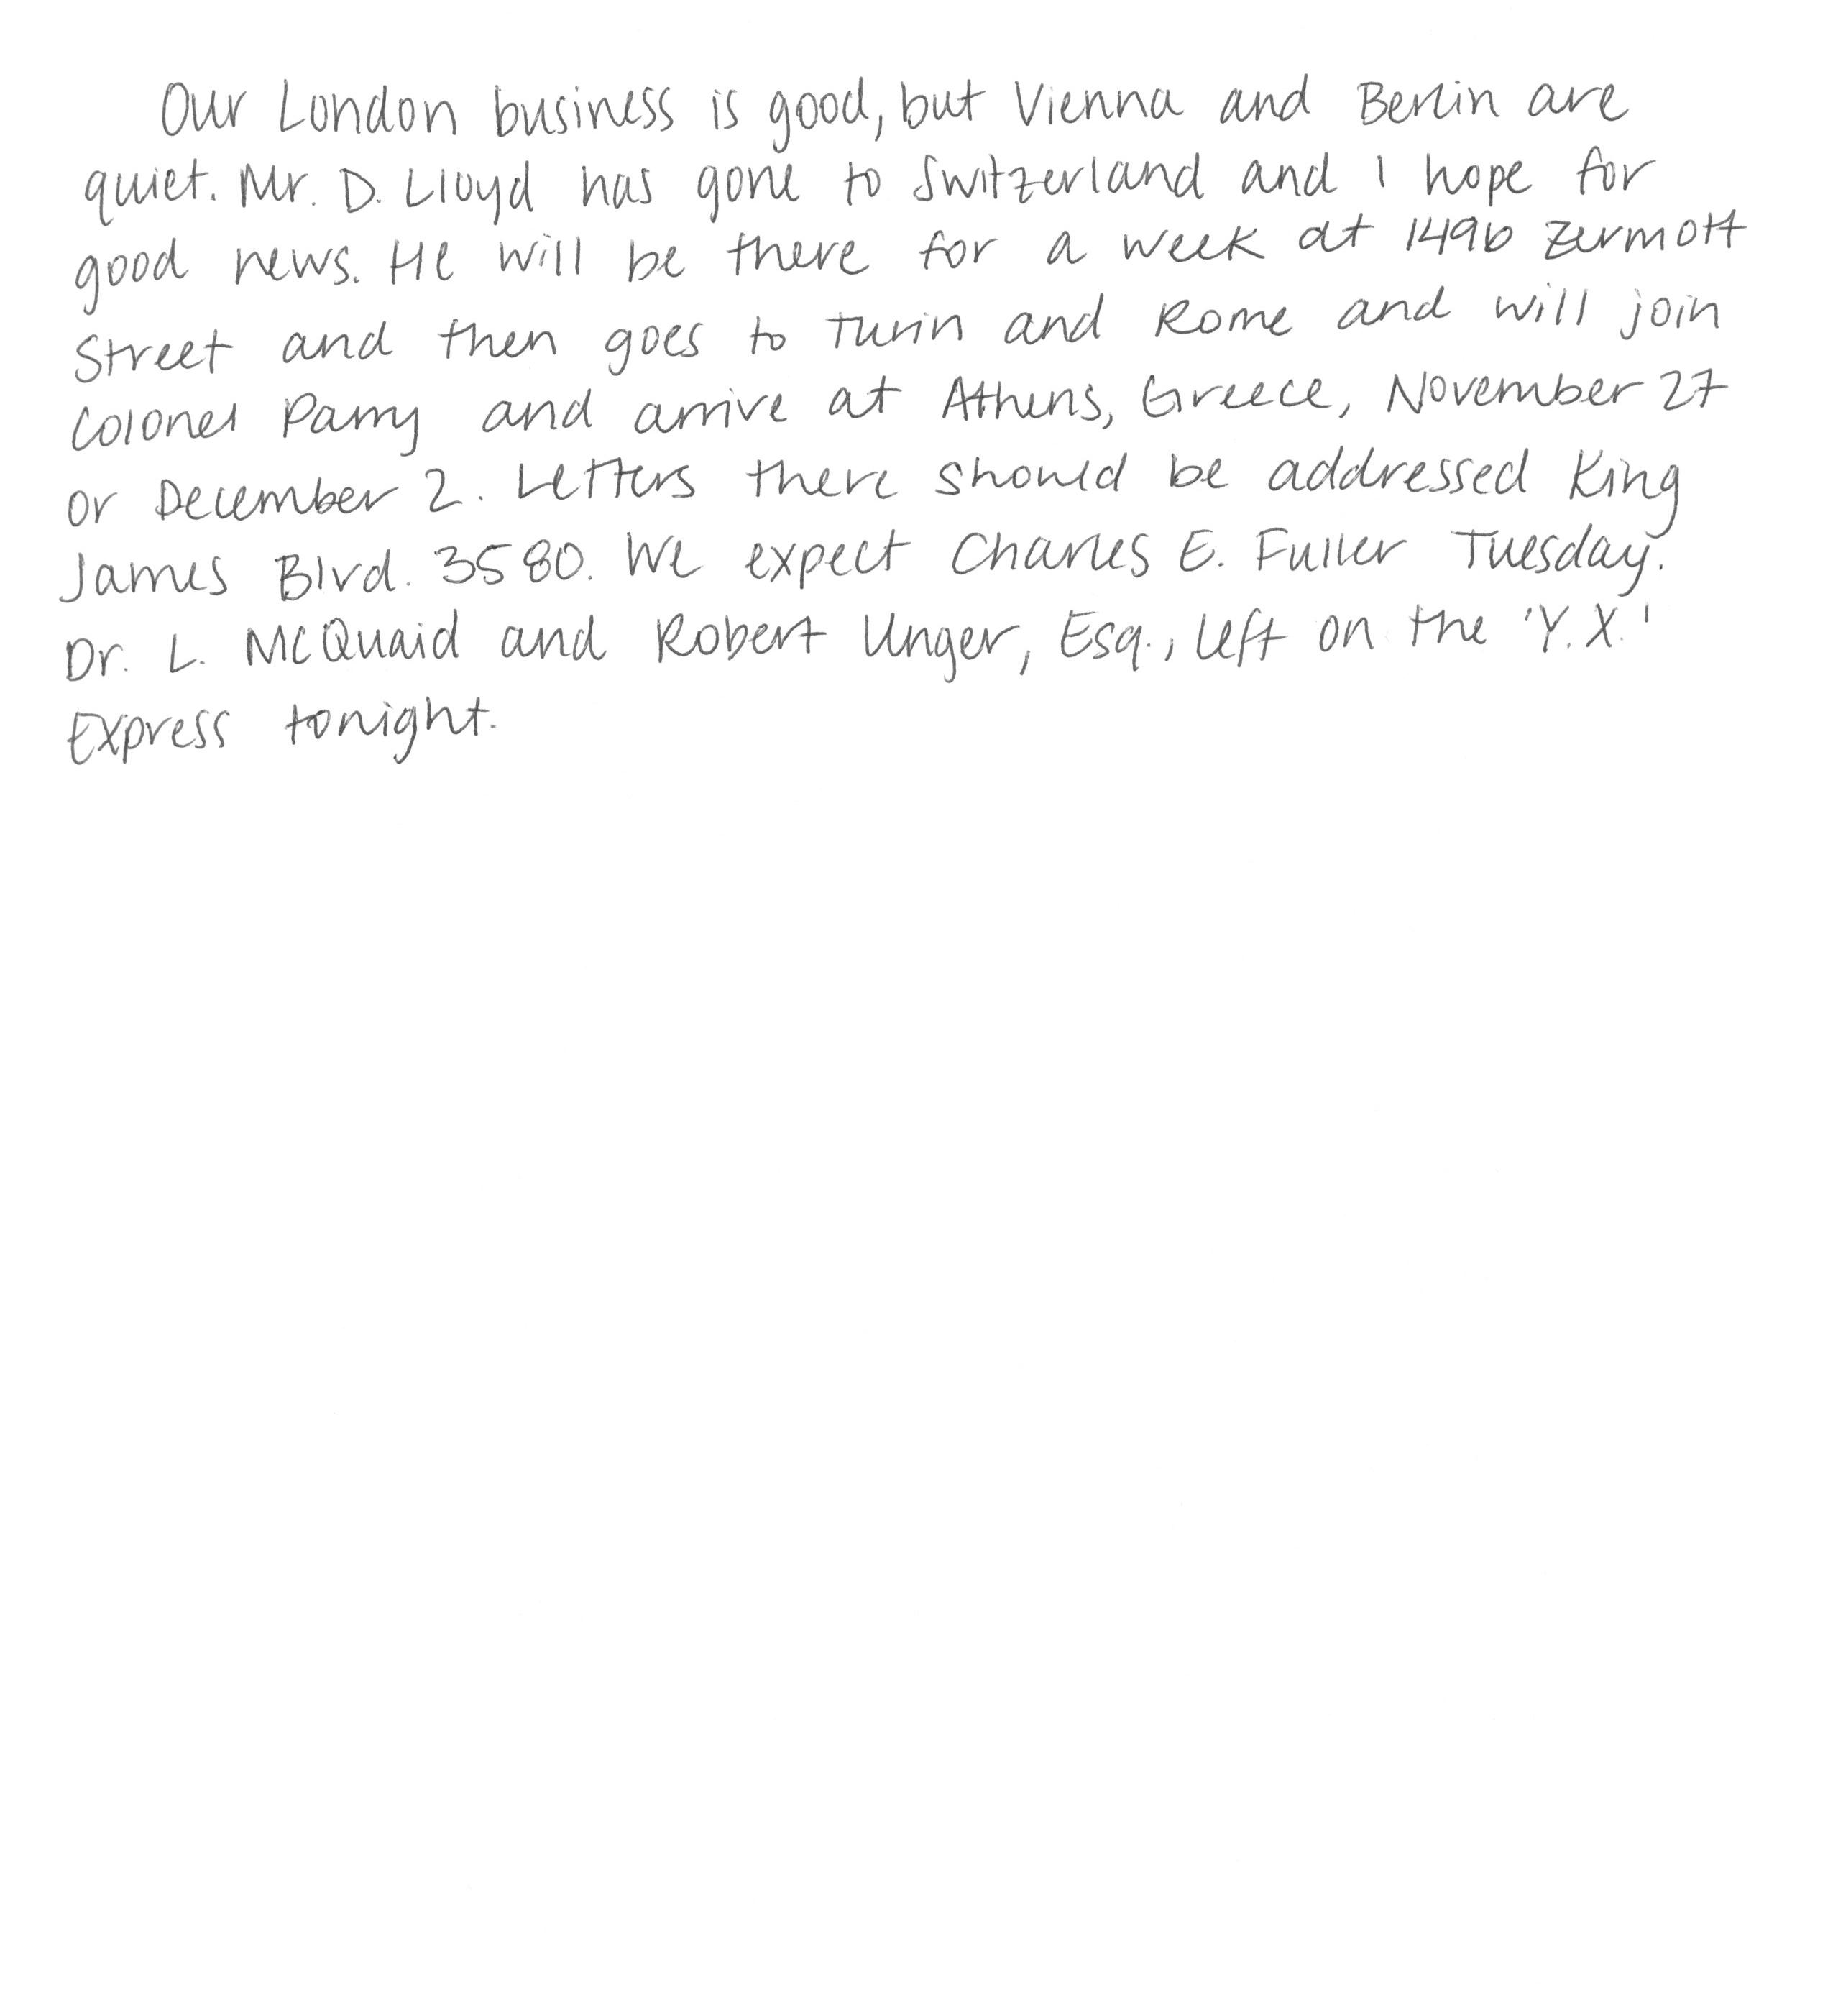 Our London business is good, but Vienna and Berlin are
quiet. Mr. D. Lloyd has gone to Switzerland and I hope for
good news. He will be there for a week at 1496 Zermott
Street and then goes to Turin and Rome and will join
Colonel Parry and arrive at Athens, Greece, November 27
or December 2. Letters there should be addressed King
James Blvd. 3580. We expect Charles E. Fuller Tuesday.
Dr. L. McQuaid and Robert Unger, Esq., left on the 'Y.X.'
Express tonight.